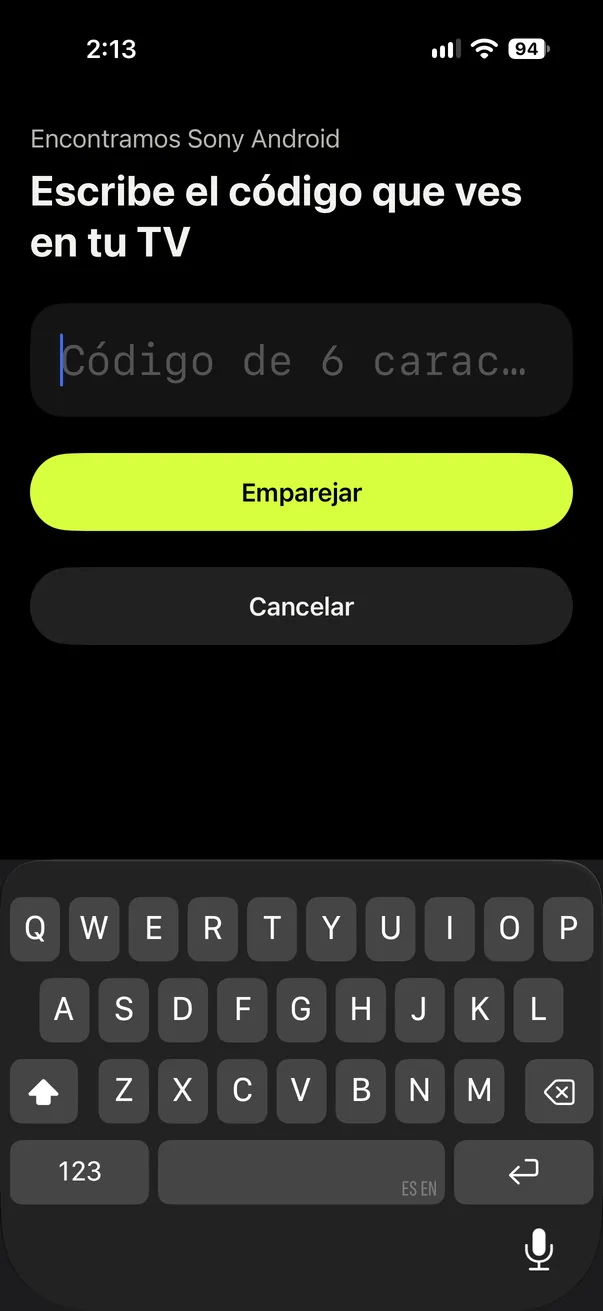 2:13
94
Encontramos Sony Android
Escribe el código que ves
en tu TV
Código de 6 carac…
Emparejar
Cancelar
Q W E R T Y U I O P
A S D F G H J K L
Z X C V B N M
123
ES EN